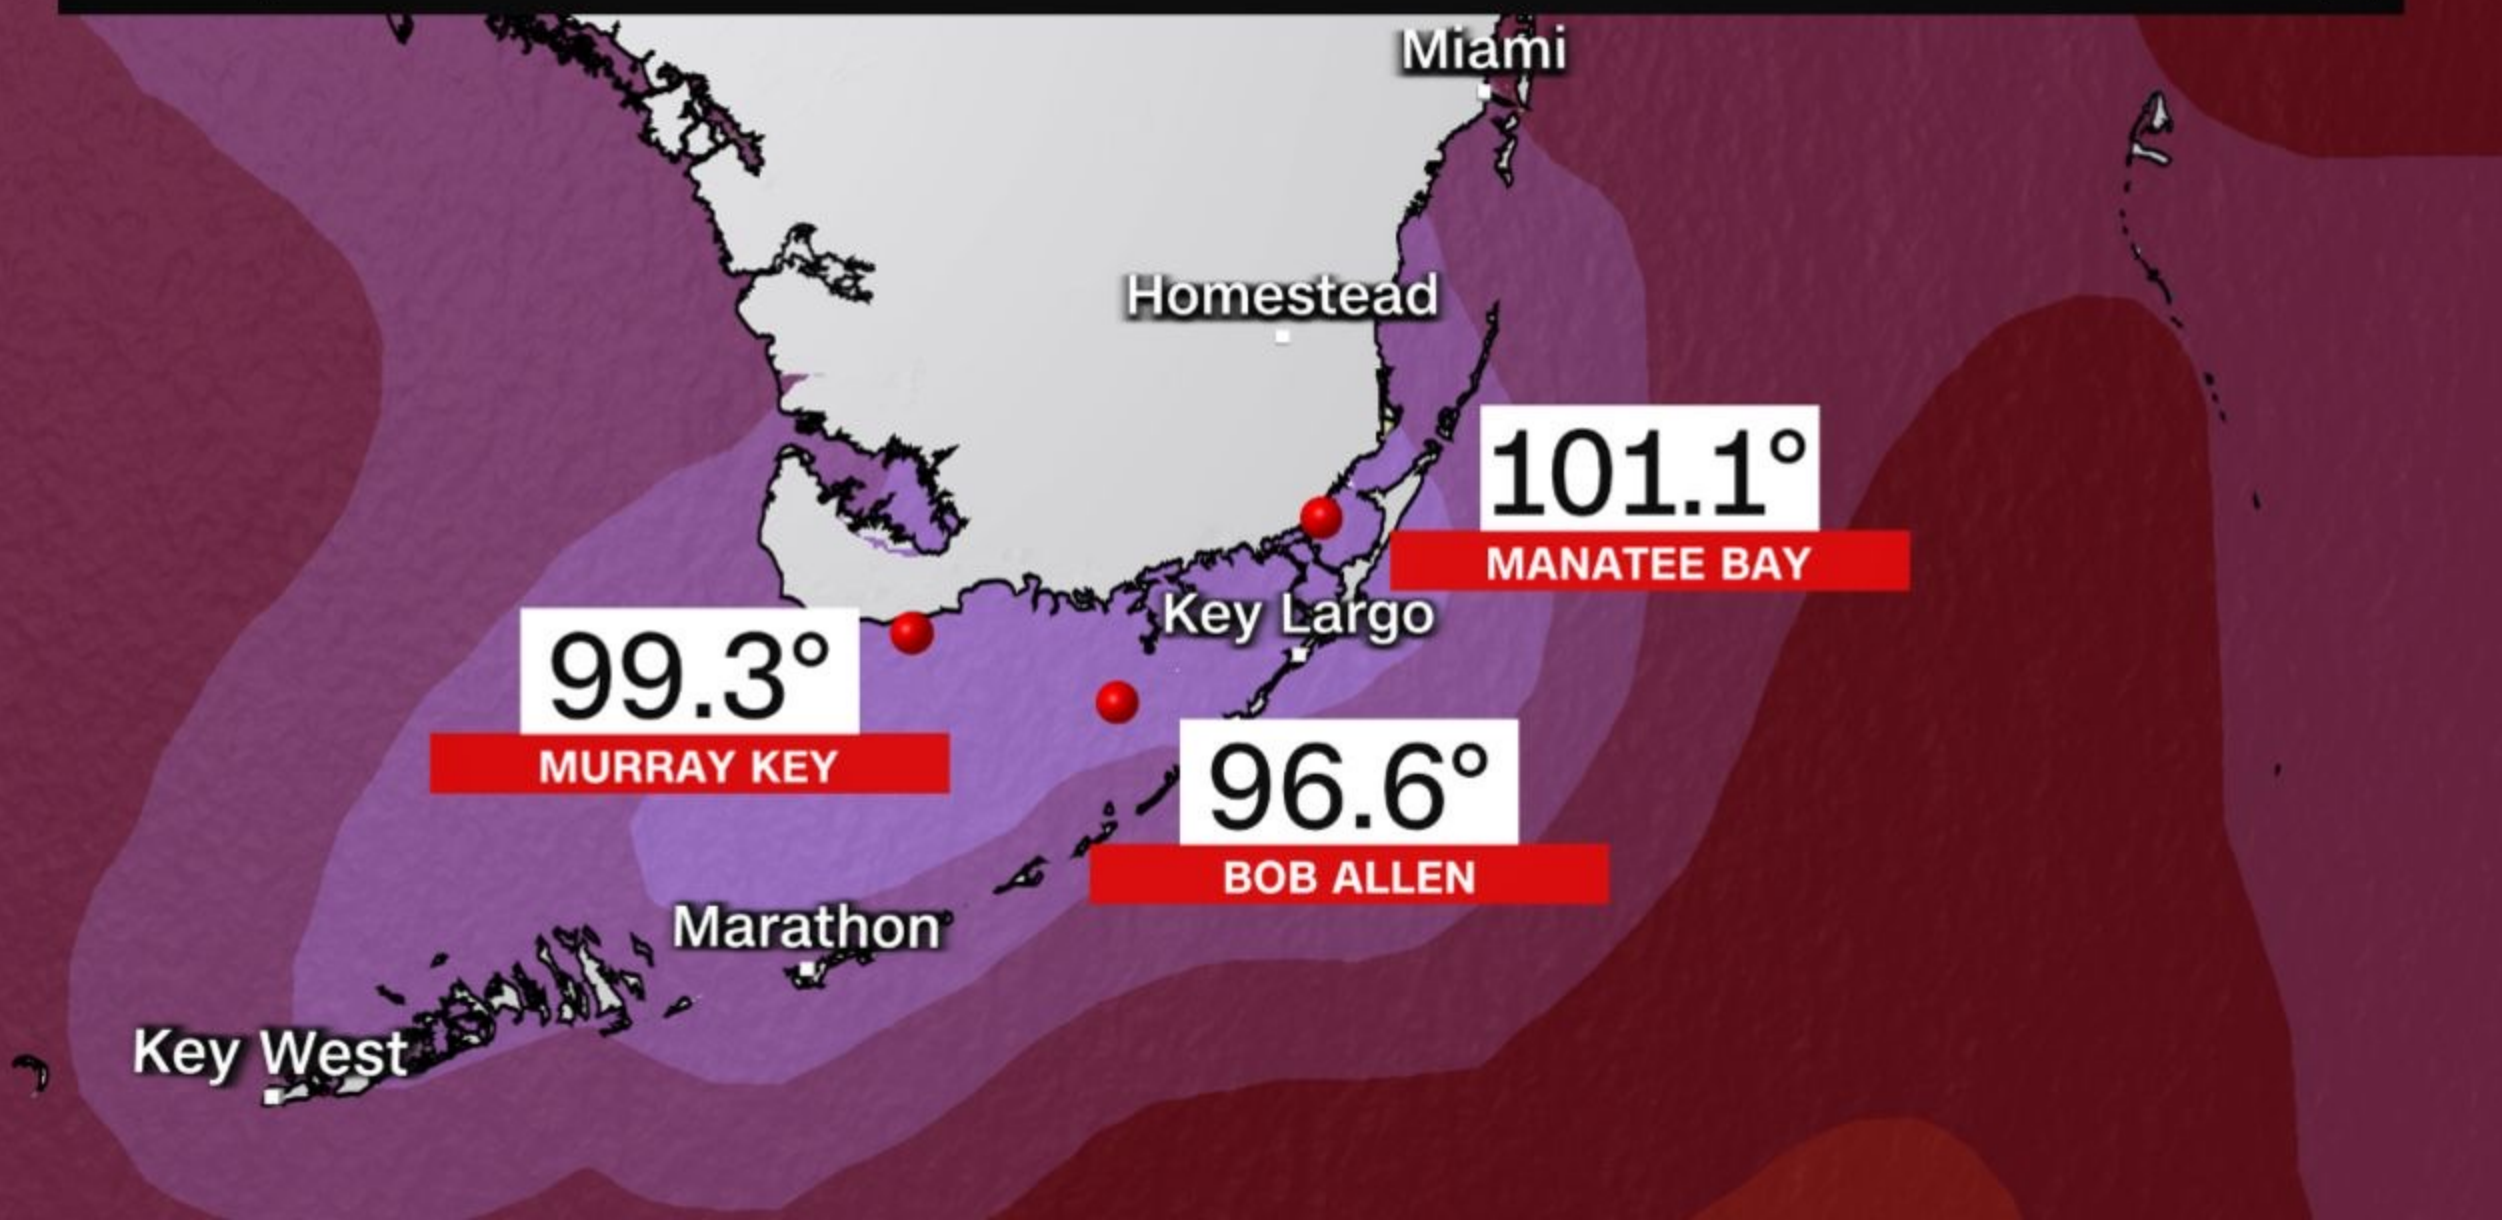 Miami
Homestead
101.1°
MANATEE BAY
Key Largo
99.3°
MURRAY KEY
96.6°
BOB ALLEN
Marathon
Key West